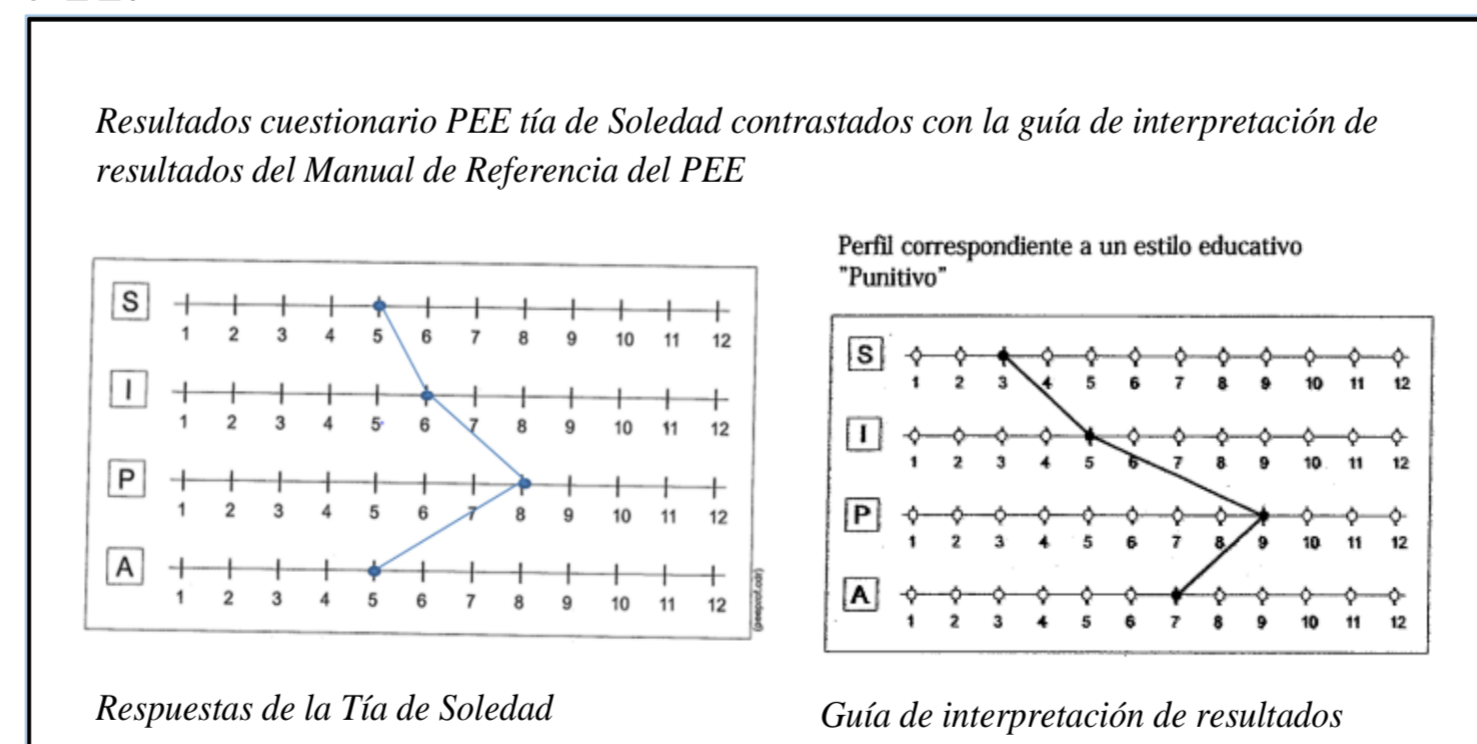 Resultados cuestionario PEE tía de Soledad contrastados con la guía de interpretación de
resultados del Manual de Referencia del PEE
Perfil correspondiente a un estilo educativo
"Punitivo"
S
1 2 3 4 5 6 7 8 9 10 11 12
I
1 2 3 4 5 6 7 8 9 10 11 12
P
1 2 3 4 5 6 7 8 9 10 11 12
A
1 2 3 4 5 6 7 8 9 10 11 12
S
1 2 3 4 5 6 7 8 9 10 11 12
I
1 2 3 4 5 6 7 8 9 10 11 12
P
1 2 3 4 5 6 7 8 9 10 11 12
A
1 2 3 4 5 6 7 8 9 10 11 12
Respuestas de la Tía de Soledad
Guía de interpretación de resultados